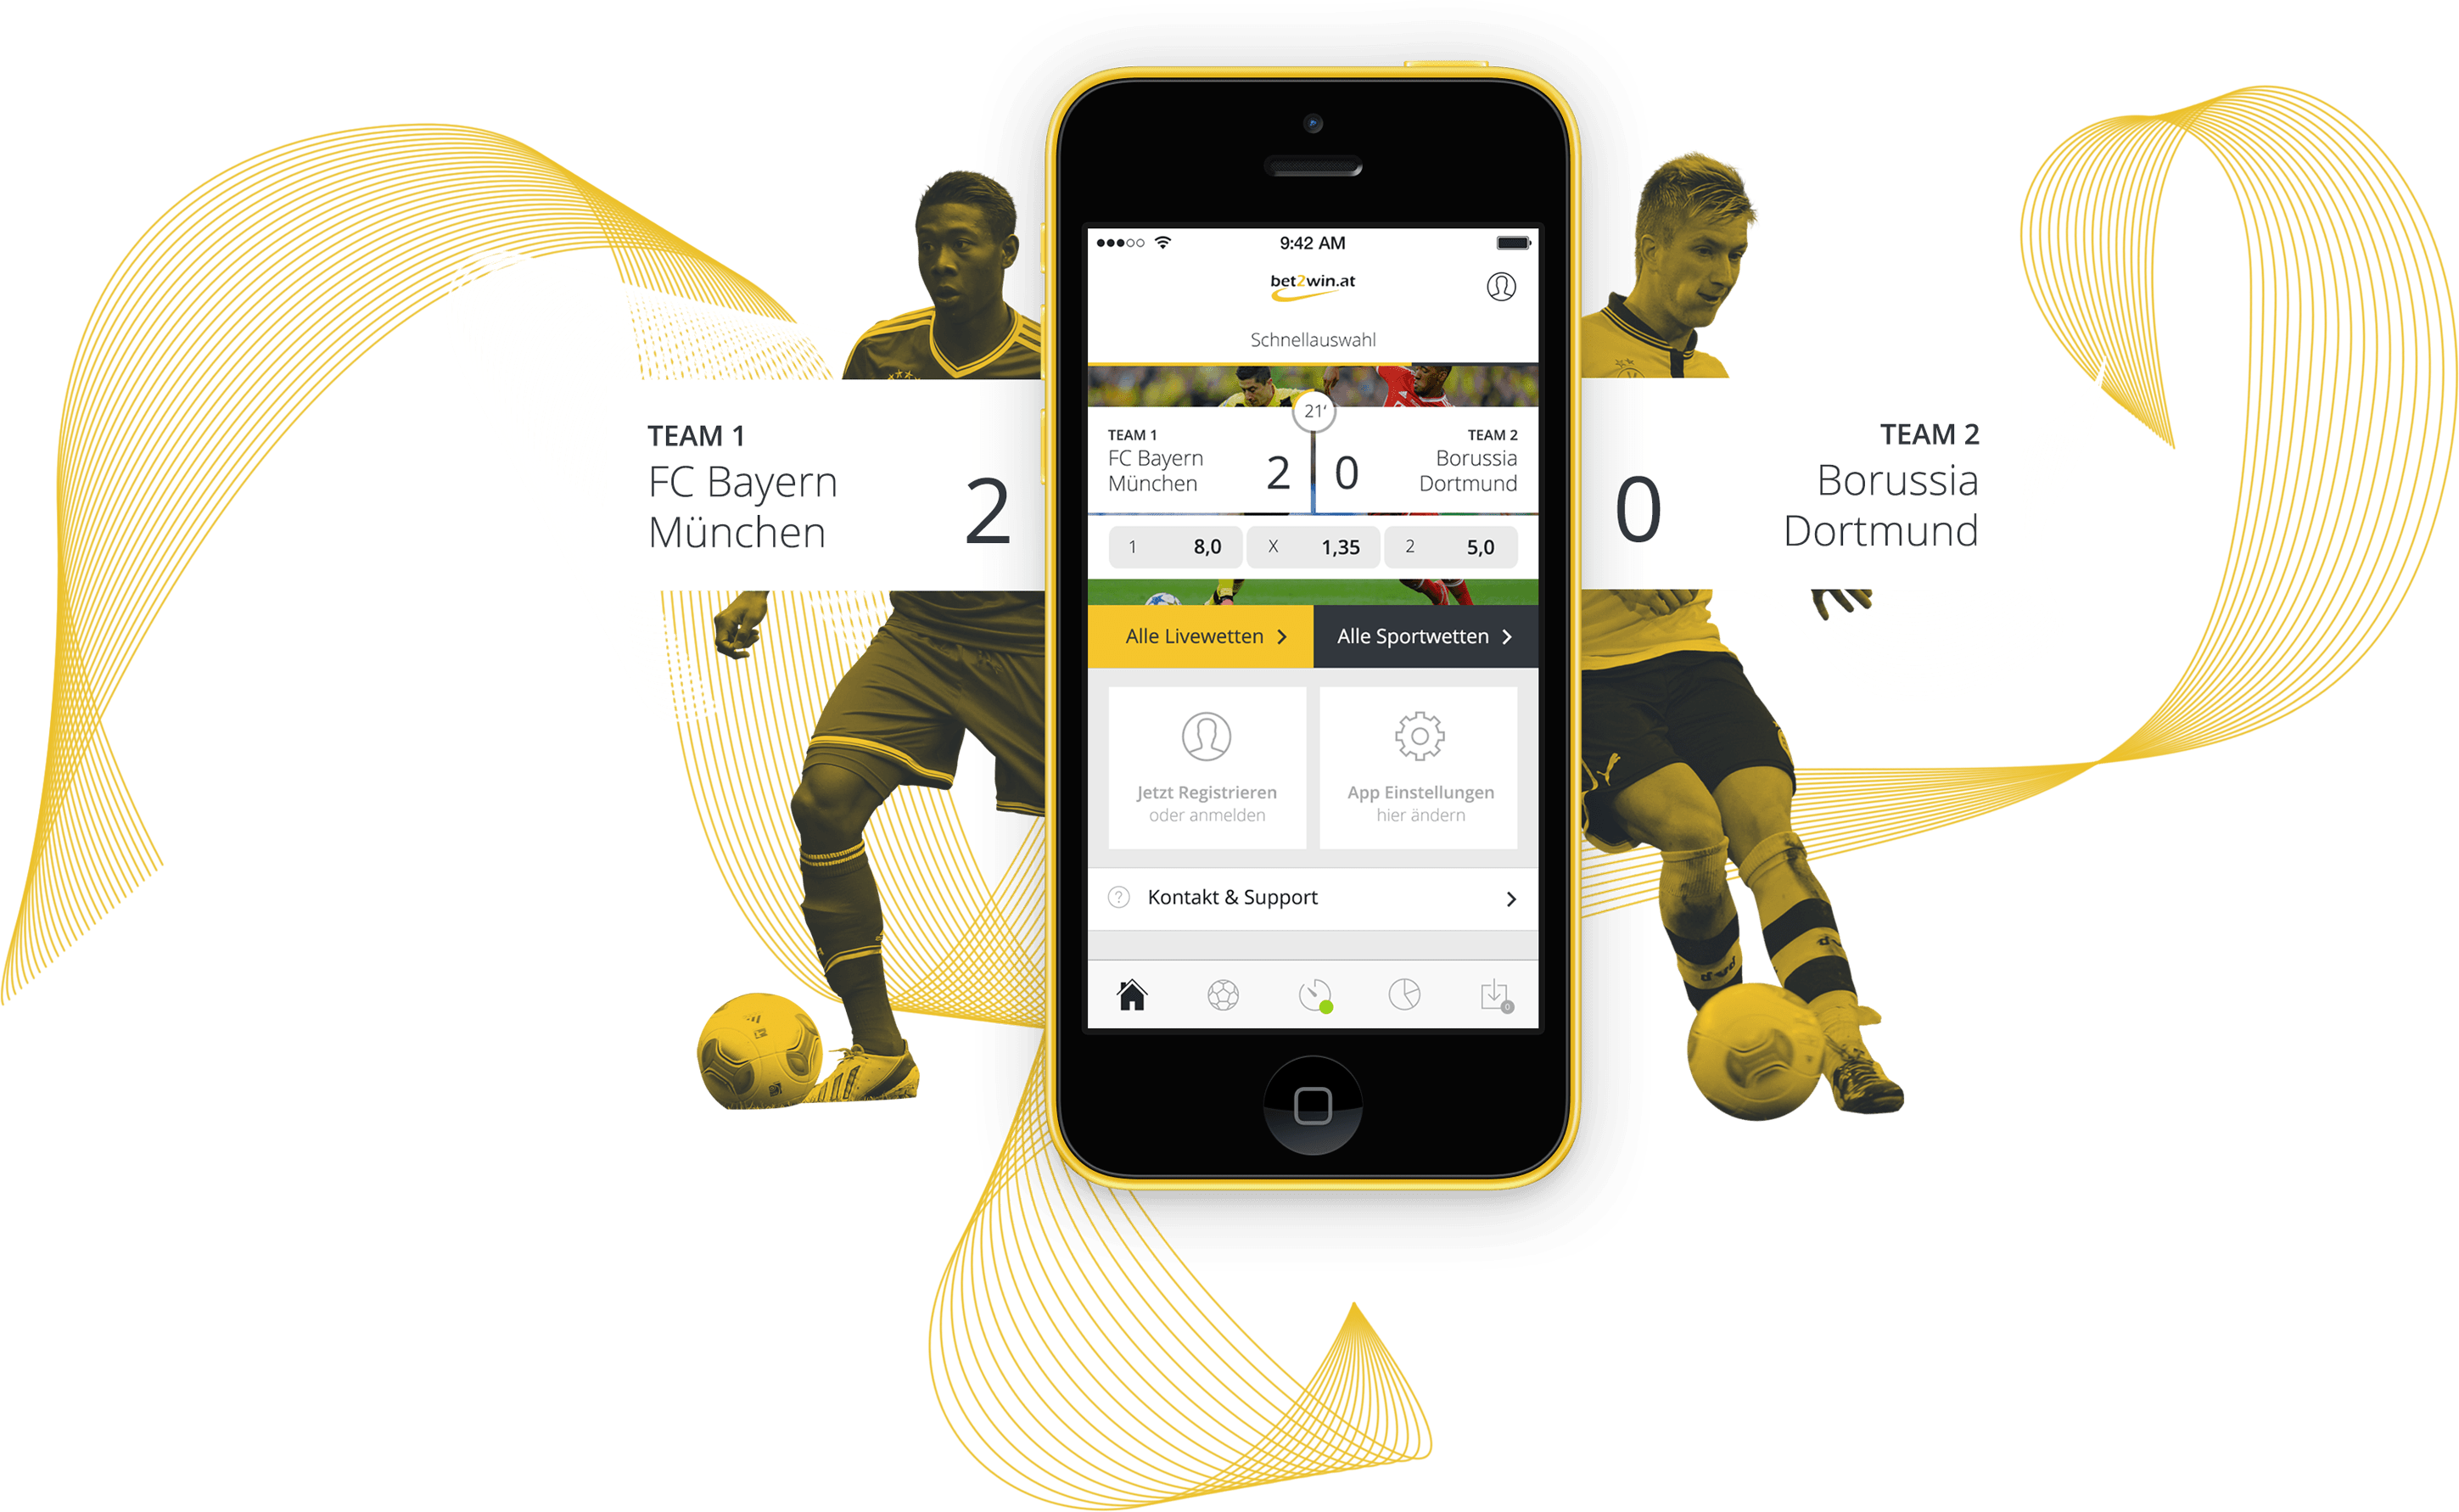 9:42 AM
bet2win.at
Schnellauswahl
21'
TEAM 1
FC Bayern
München
2
0
TEAM 2
Borussia
Dortmund
TEAM 1
FC Bayern
München
2
0
TEAM 2
Borussia
Dortmund
1 8,0
X 1,35
2 5,0
Alle Livewetten
Alle Sportwetten
Jetzt Registrieren
oder anmelden
App Einstellungen
hier ändern
? Kontakt & Support
0